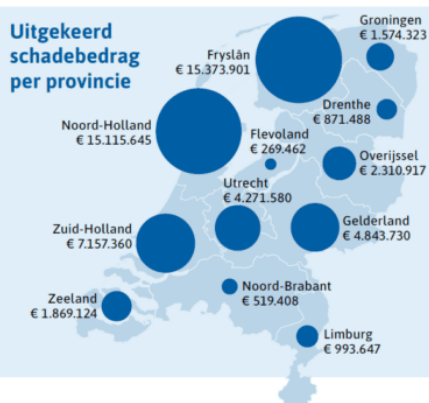 Uitgekeerd
schadebedrag
per provincie
Groningen
€ 1.574.323
Fryslân
€ 15.373.901
Drenthe
€ 871.488
Noord-Holland
€ 15.115.645
Flevoland
€ 269.462
Overijssel
€ 2.310.917
Utrecht
€ 4.271.580
Gelderland
€ 4.843.730
Zuid-Holland
€ 7.157.360
Noord-Brabant
€ 519.408
Zeeland
€ 1.869.124
Limburg
€ 993.647